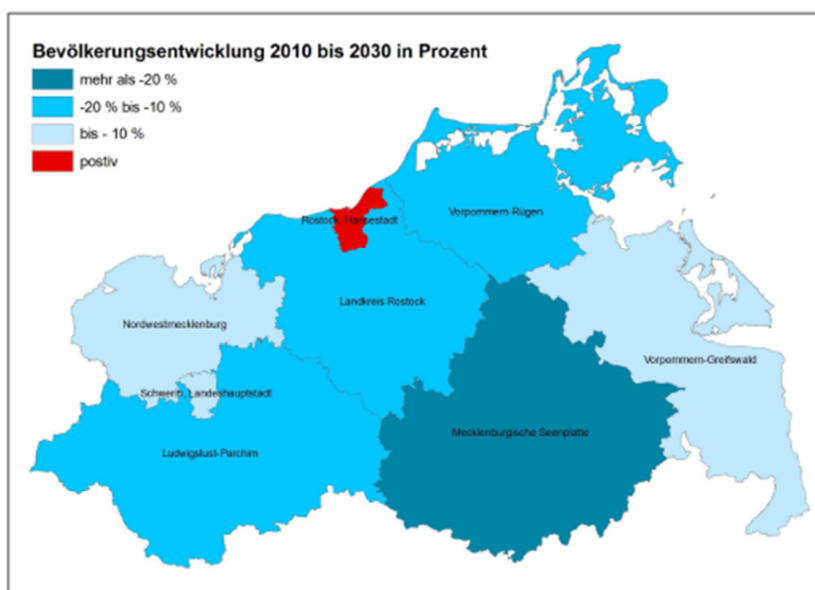 Bevölkerungsentwicklung 2010 bis 2030 in Prozent
mehr als -20 %
-20 % bis -10 %
bis - 10 %
postiv
Rostock, Hansestadt
Vorpommern-Rügen
Landkreis Rostock
Nordwestmecklenburg
Vorpommern-Greifswald
Schwerin, Landeshauptstadt
Mecklenburgische Seenplatte
Ludwigslust-Parchim